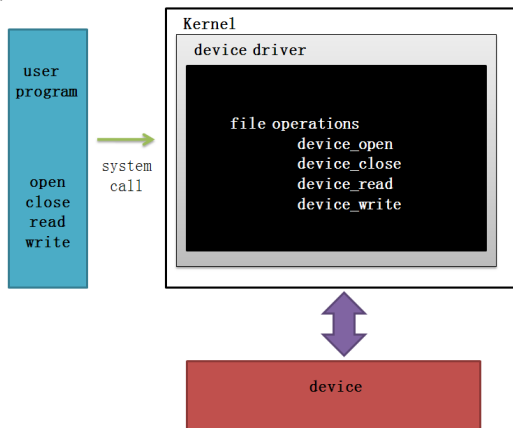 Kernel
device driver
user
program
file operations
device_open
device_close
device_read
device_write
system
call
open
close
read
write
device